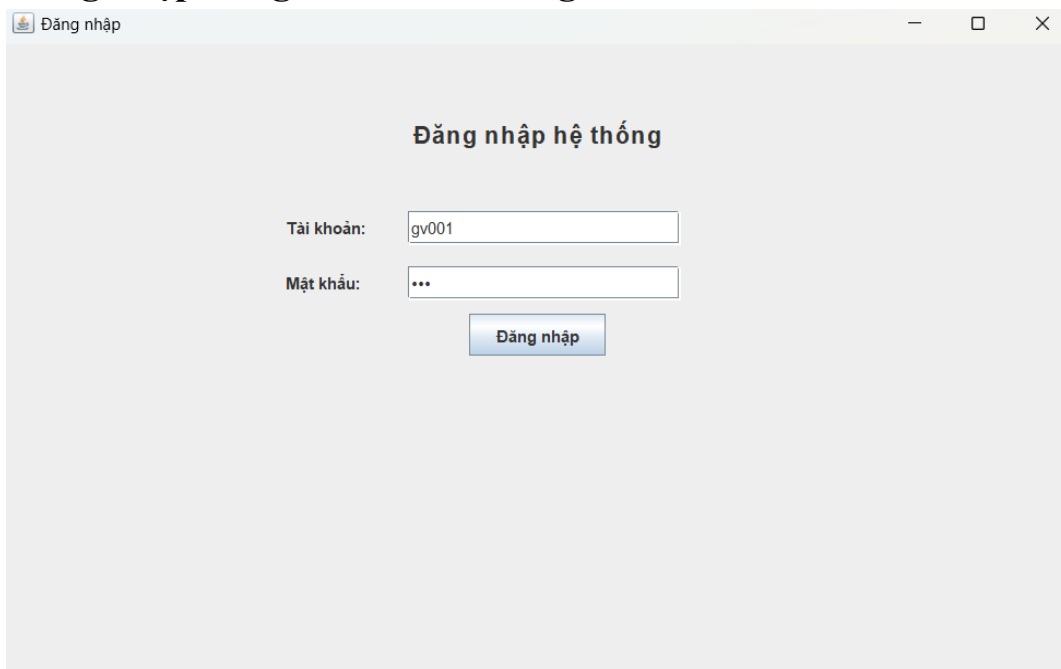 Đăng nhập
Đăng nhập hệ thống
Tài khoản: gv001
Mật khẩu: •••
Đăng nhập